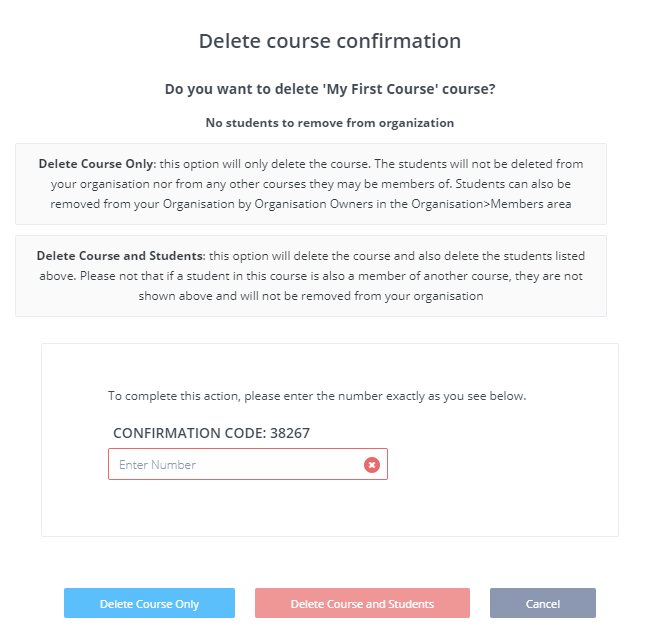 Delete course confirmation
Do you want to delete 'My First Course' course?
No students to remove from organization
Delete Course Only: this option will only delete the course. The students will not be deleted from
your organisation nor from any other courses they may be members of. Students can also be
removed from your Organisation by Organisation Owners in the Organisation>Members area
Delete Course and Students: this option will delete the course and also delete the students listed
above. Please not that if a student in this course is also a member of another course, they are not
shown above and will not be removed from your organisation
To complete this action, please enter the number exactly as you see below.
CONFIRMATION CODE: 38267
Enter Number
Delete Course Only
Delete Course and Students
Cancel